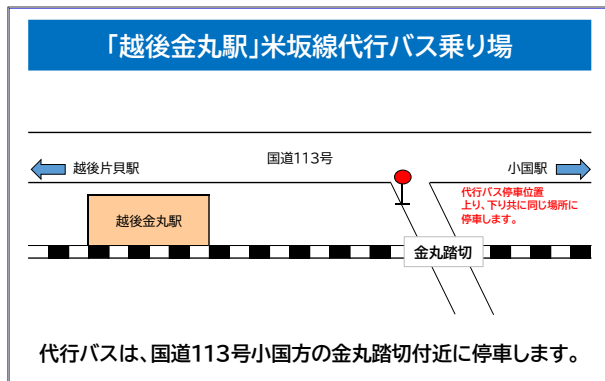 「越後金丸駅」米坂線代行バス乗り場
国道113号
越後片貝駅
小国駅
代行バス停車位置
上り、下り共に同じ場所に
停車します。
越後金丸駅
金丸踏切
代行バスは、国道113号小国方の金丸踏切付近に停車します。